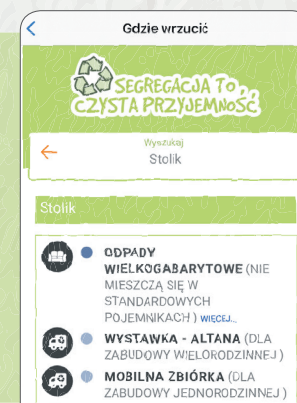 Gdzie wrzucić
SEGREGACJA TO
CZYSTA PRZYJEMNOŚĆ
Wyszukaj
Stolik
Stolik
ODPADY
WIELKOGABARYTOWE (NIE
MIESZCZĄ SIĘ W
STANDARDOWYCH
POJEMNIKACH ) WIĘCEJ...
WYSTAWKA - ALTANA (DLA
ZABUDOWY WIELORODZINNEJ )
MOBILNA ZBIÓRKA (DLA
ZABUDOWY JEDNORODZINNEJ )